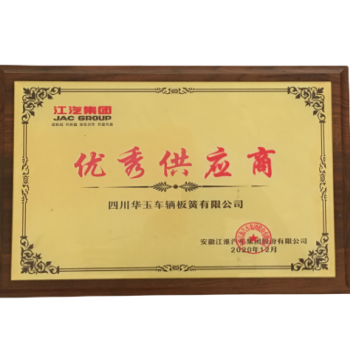 江汽集团
JAC GROUP
优秀供应商
四川华玉车辆板簧有限公司
安徽江淮汽车集团股份有限公司
2020年12月